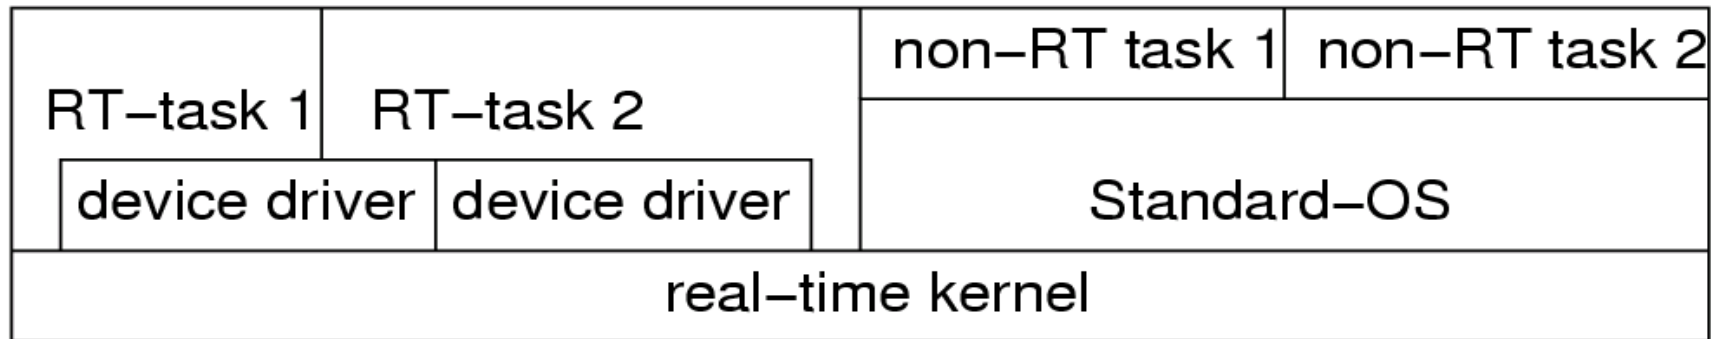 non–RT task 1
non–RT task 2
RT–task 1
RT–task 2
device driver
device driver
Standard–OS
real–time kernel